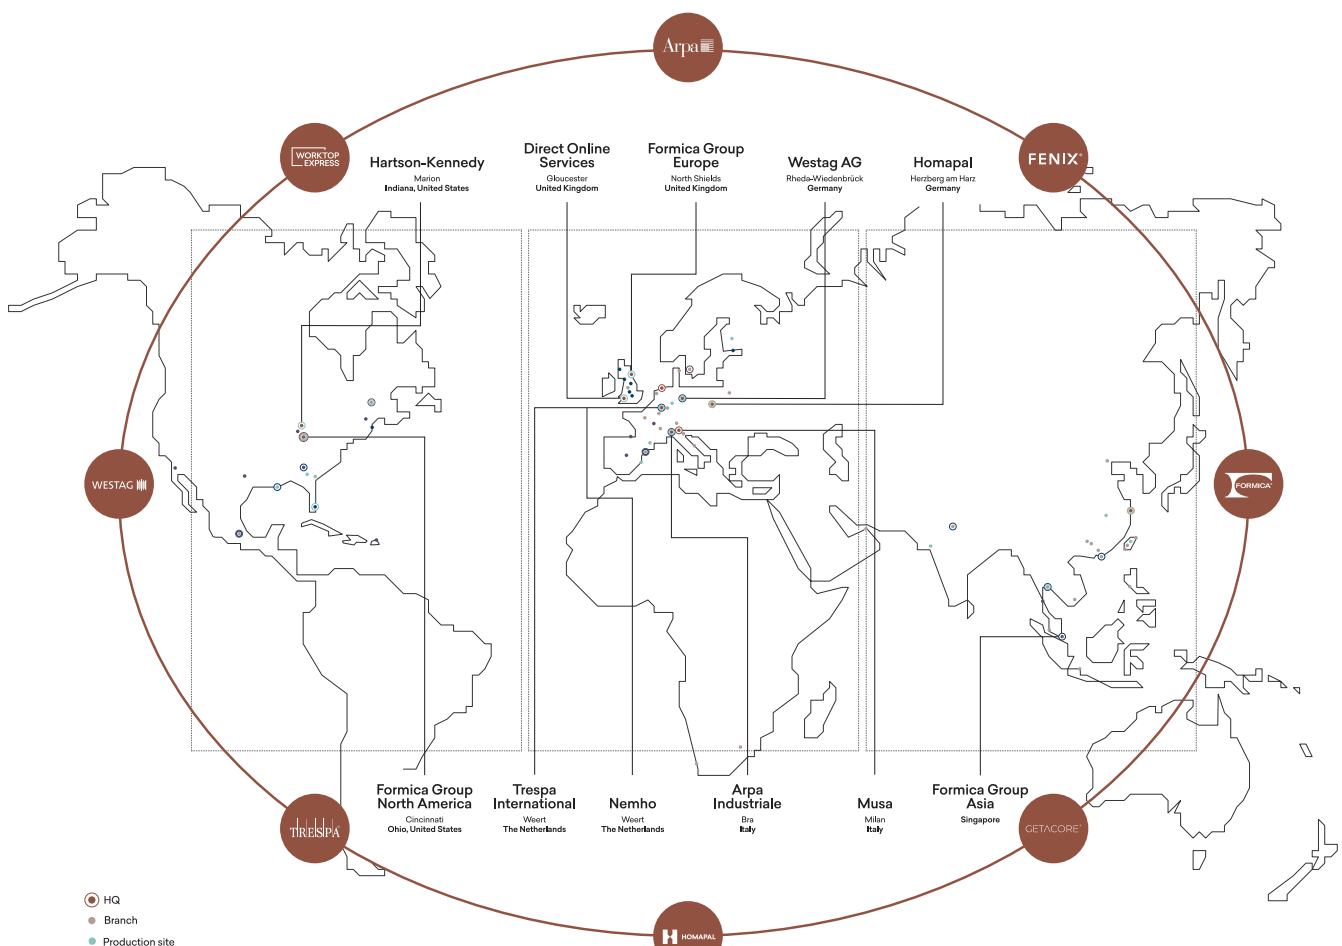 Arpa
WORKTOP
EXPRESS
FENIX®
Hartson-Kennedy
Marion
Indiana, United States
Direct Online
Services
Gloucester
United Kingdom
Formica Group
Europe
North Shields
United Kingdom
Westag AG
Rheda-Wiedenbrück
Germany
Homapal
Herzberg am Harz
Germany
WESTAG
FORMICA®
Formica Group
North America
Cincinnati
Ohio, United States
Trespa
International
Weert
The Netherlands
Nemho
Weert
The Netherlands
Arpa
Industriale
Bra
Italy
Musa
Milan
Italy
Formica Group
Asia
Singapore
TRESPA®
GETACORE®
HQ
Branch
Production site
HOMAPAL